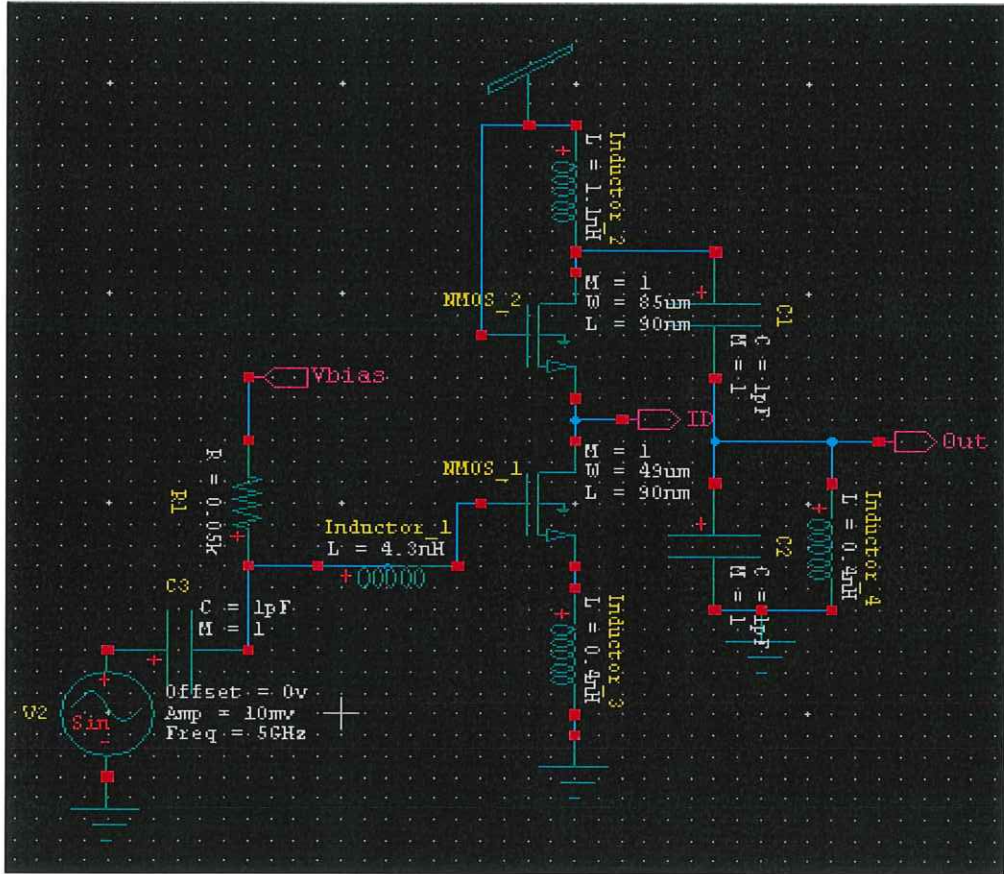 Inductor_2
L = 1.1nH
NMOS_2
M = 1
W = 85um
L = 90nm
C1
C = 1pF
M = 1
Vbias
ID
Out
NMOS_1
M = 1
W = 49um
L = 90nm
R1
R = 0.05k
Inductor_1
L = 4.3nH
C2
C = 1pF
M = 1
Inductor_4
L = 0.4nH
C3
C = 1pF
M = 1
Inductor_3
L = 0.4nH
V2
Sin
Offset = 0v
Amp = 10mv
Freq = 5GHz